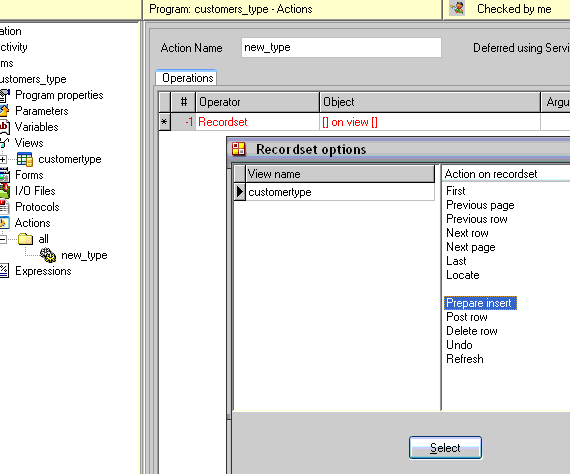 Program: customers_type - Actions
Checked by me
ation
ctivity
ms
ustomers_type
Program properties
Parameters
Variables
Views
customertype
Forms
I/O Files
Protocols
Actions
all
new_type
Expressions
Action Name
new_type
Deferred using Servi
Operations
# Operator Object Argu
* -1 Recordset [] on view []
Recordset options
View name
customertype
Action on recordset
First
Previous page
Previous row
Next row
Next page
Last
Locate
Prepare insert
Post row
Delete row
Undo
Refresh
Select